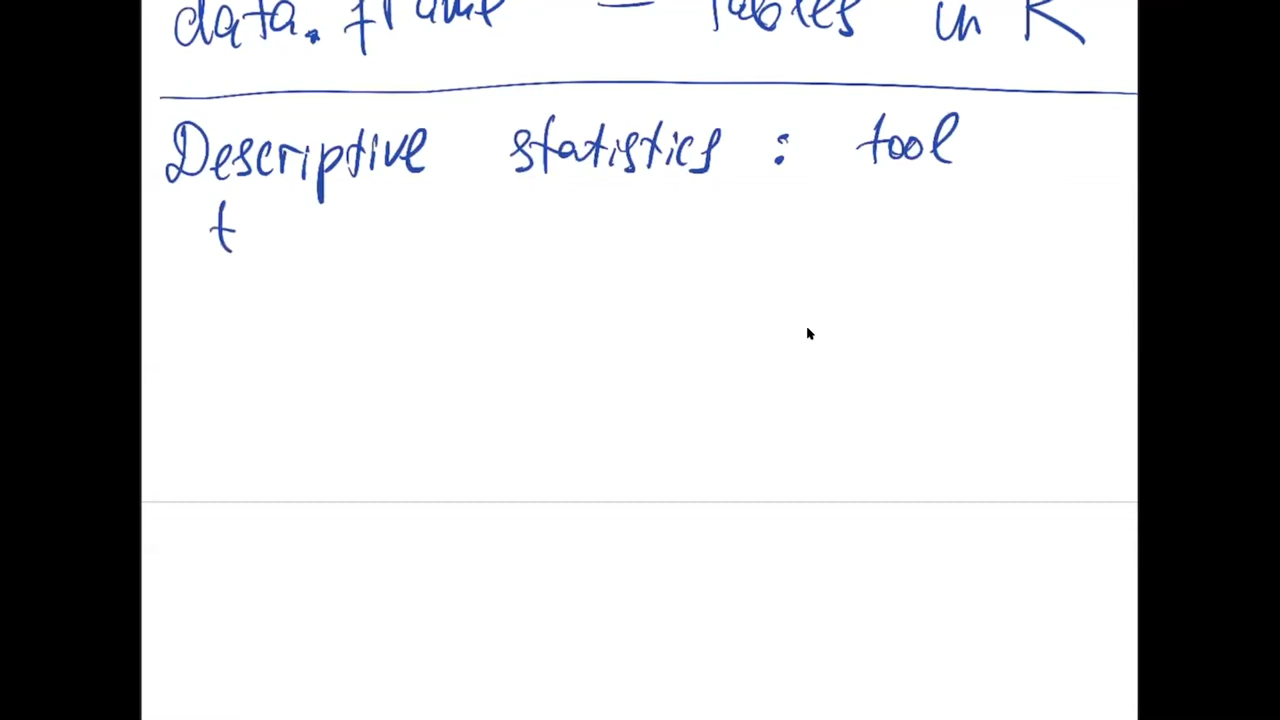 data.frame — tables in R
Descriptive statistics : tool
t